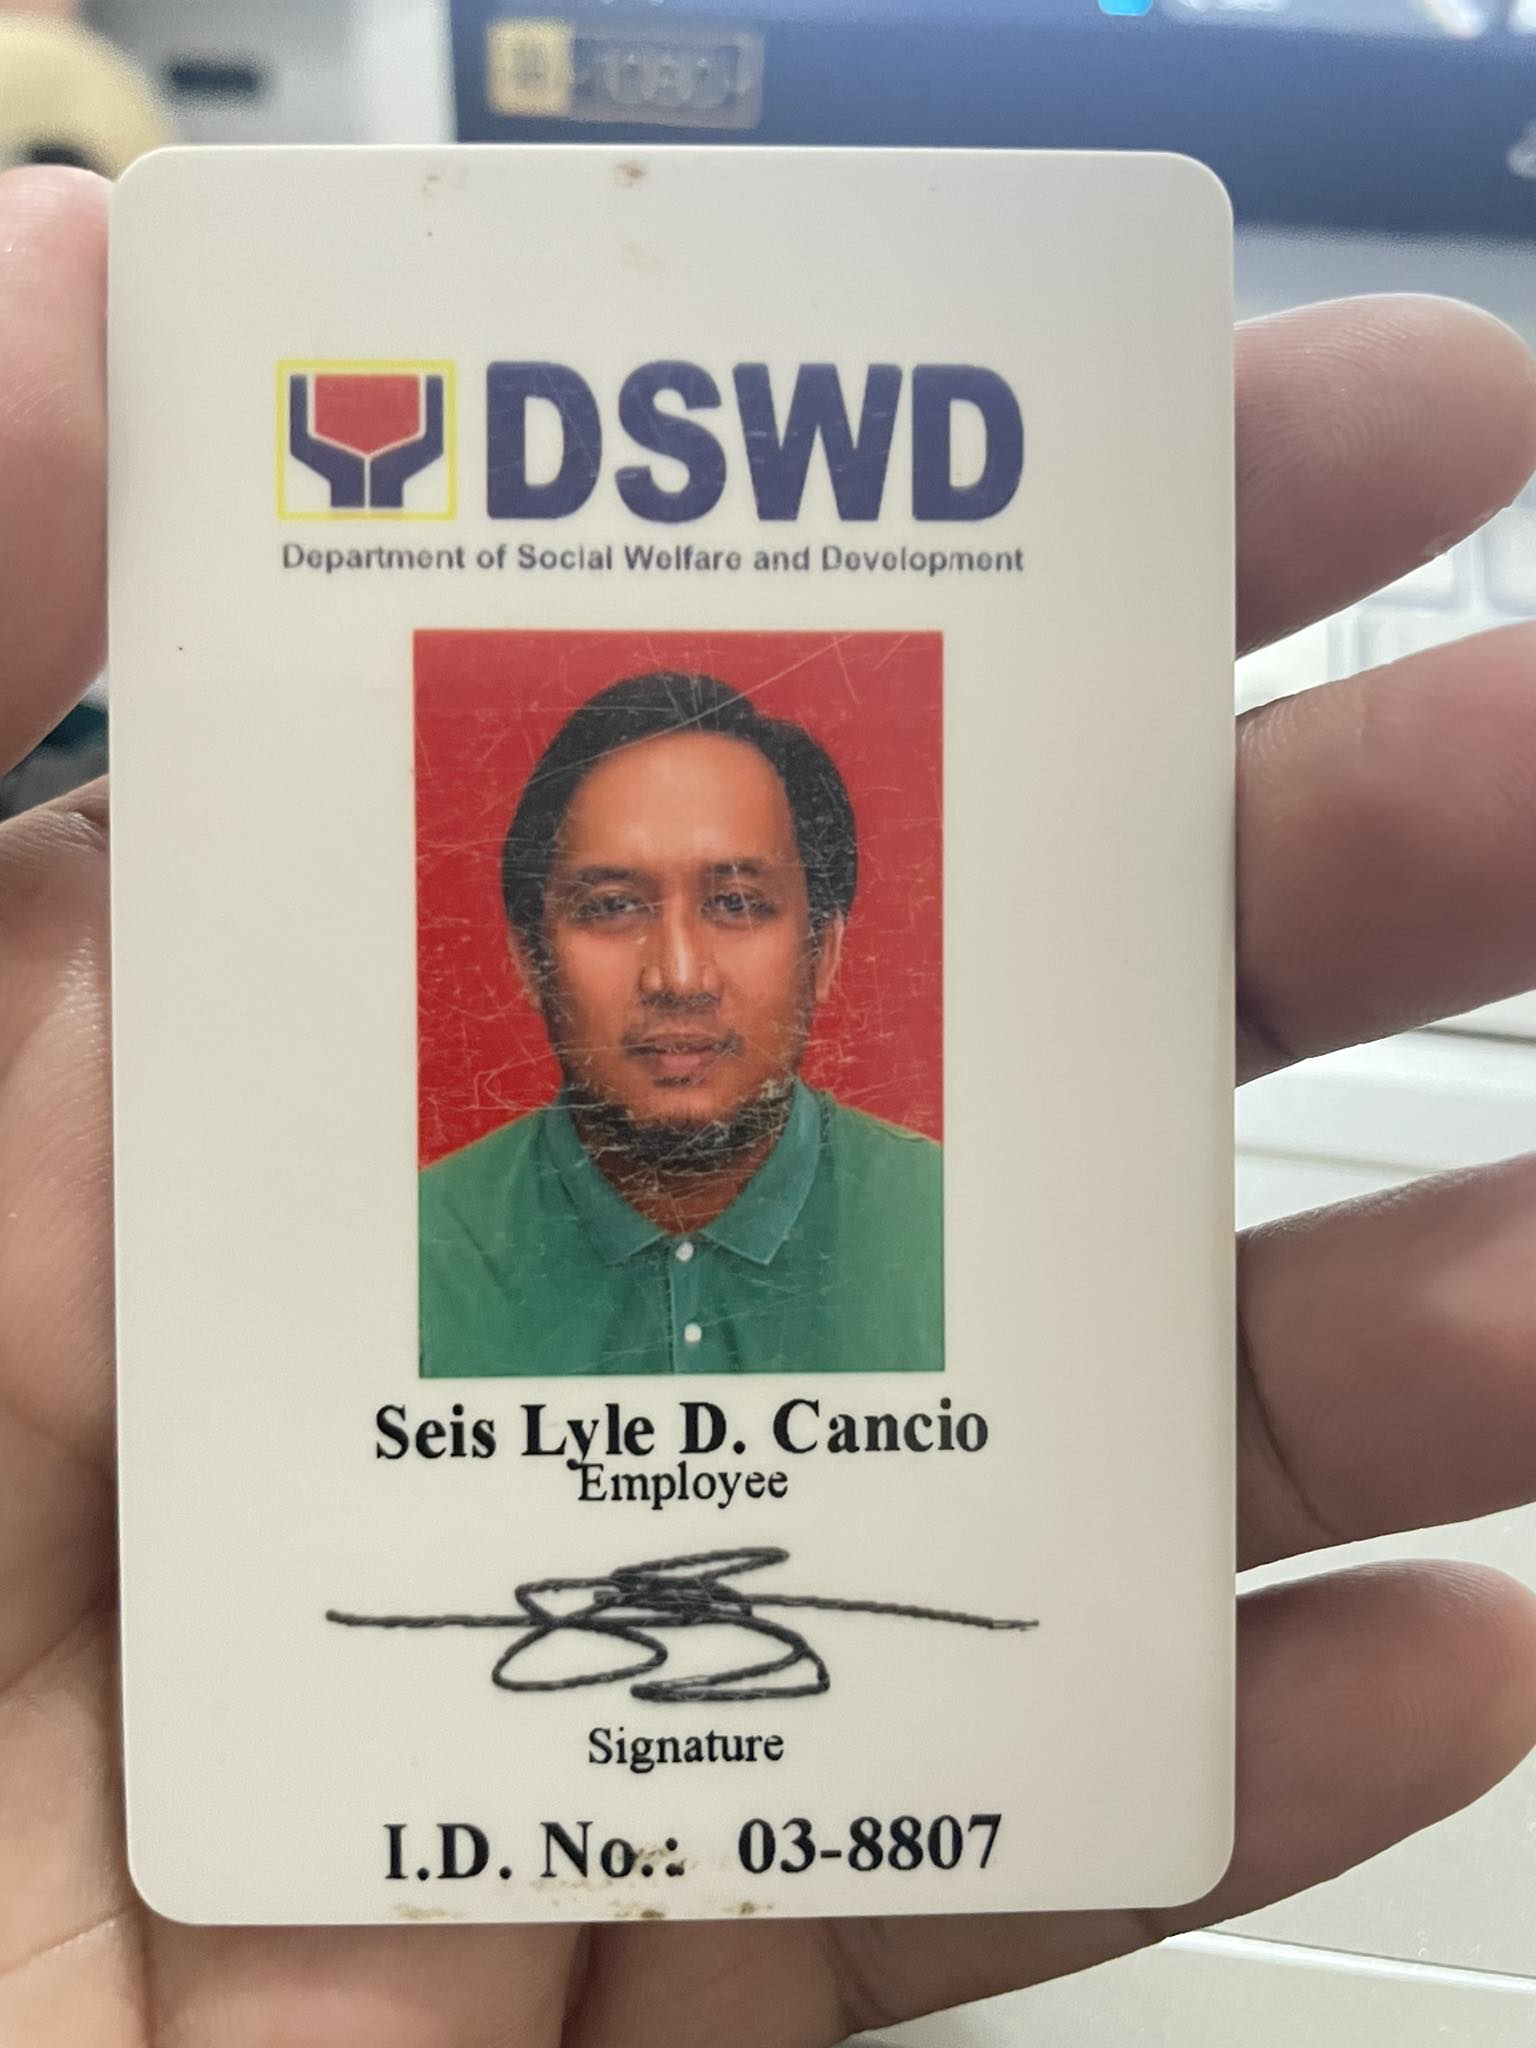 DSWD
Department of Social Welfare and Development
Seis Lyle D. Cancio
Employee
Signature
I.D. No.: 03-8807